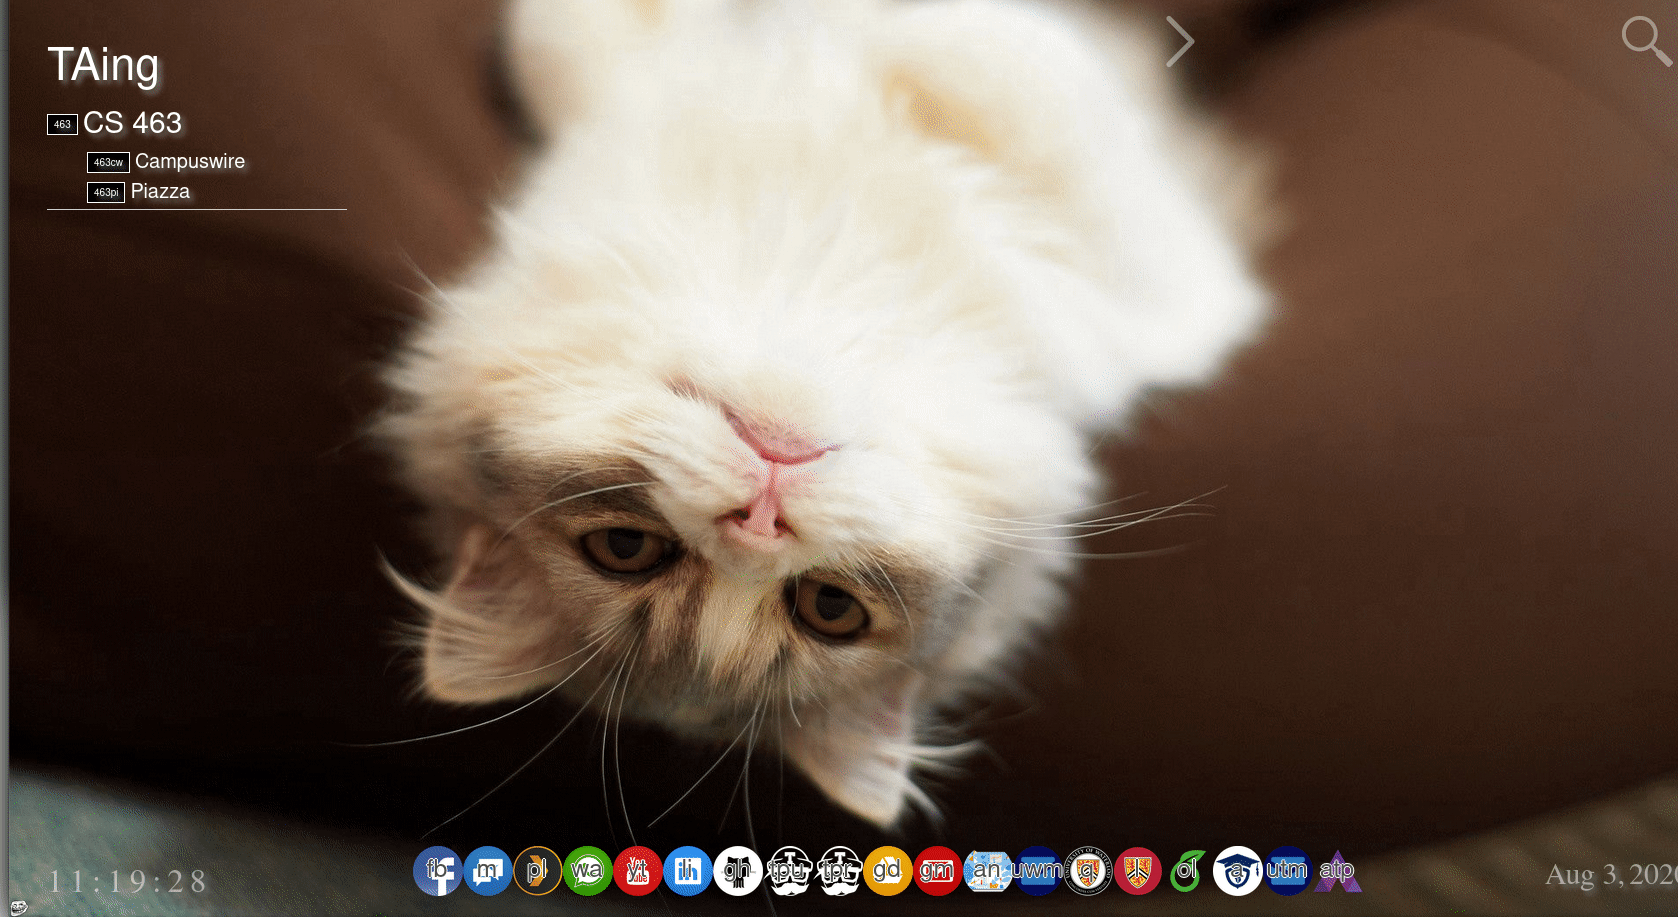 TAing
463 CS 463
463cw Campuswire
463pi Piazza
fb m pl wa yt li gh tpu tpr gd gm an uwm q ol a utm atp
11:19:28
Aug 3, 202